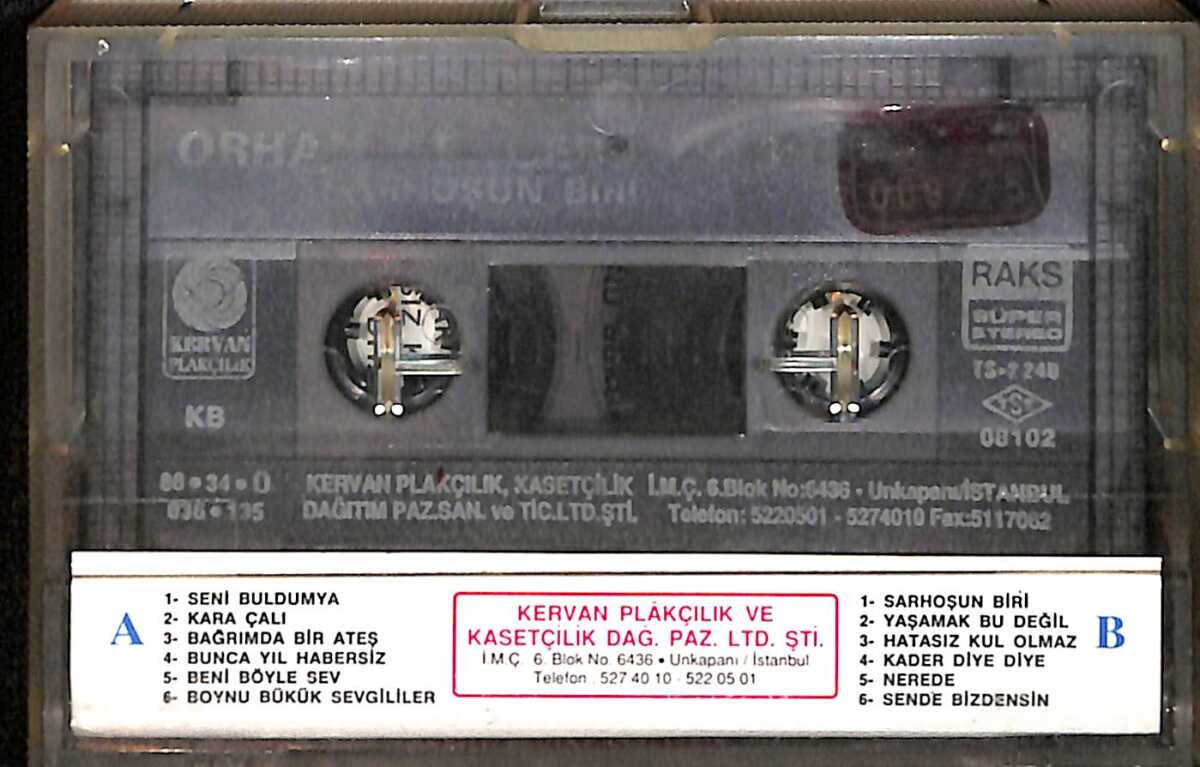 BİRİ
KERVAN
PLAKÇILIK
KB
RAKS
SÜPER
STEREO
08102
KERVAN PLAKÇILIK, KASETÇİLİK
DAĞITIM PAZ.SAN. ve TİC.LTD.ŞTİ.
İ.M.Ç. 6.Blok No:6436 • Unkapanı/İSTANBUL
Telefon: 5220501 - 5274010 Fax:5117062
A
1- SENİ BULDUMYA
2- KARA ÇALI
3- BAĞRIMDA BİR ATEŞ
4- BUNCA YIL HABERSİZ
5- BENİ BÖYLE SEV
6- BOYNU BÜKÜK SEVGİLİLER
KERVAN PLÂKÇILIK VE
KASETÇİLİK DAĞ. PAZ. LTD. ŞTİ.
İ.M.Ç. 6. Blok No. 6436 • Unkapanı / İstanbul
Telefon : 527 40 10 - 522 05 01
B
1- SARHOŞUN BİRİ
2- YAŞAMAK BU DEĞİL
3- HATASIZ KUL OLMAZ
4- KADER DİYE DİYE
5- NEREDE
6- SENDE BİZDENSİN